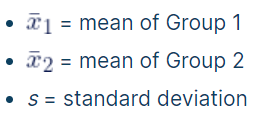 • x̄1 = mean of Group 1
• x̄2 = mean of Group 2
• s = standard deviation